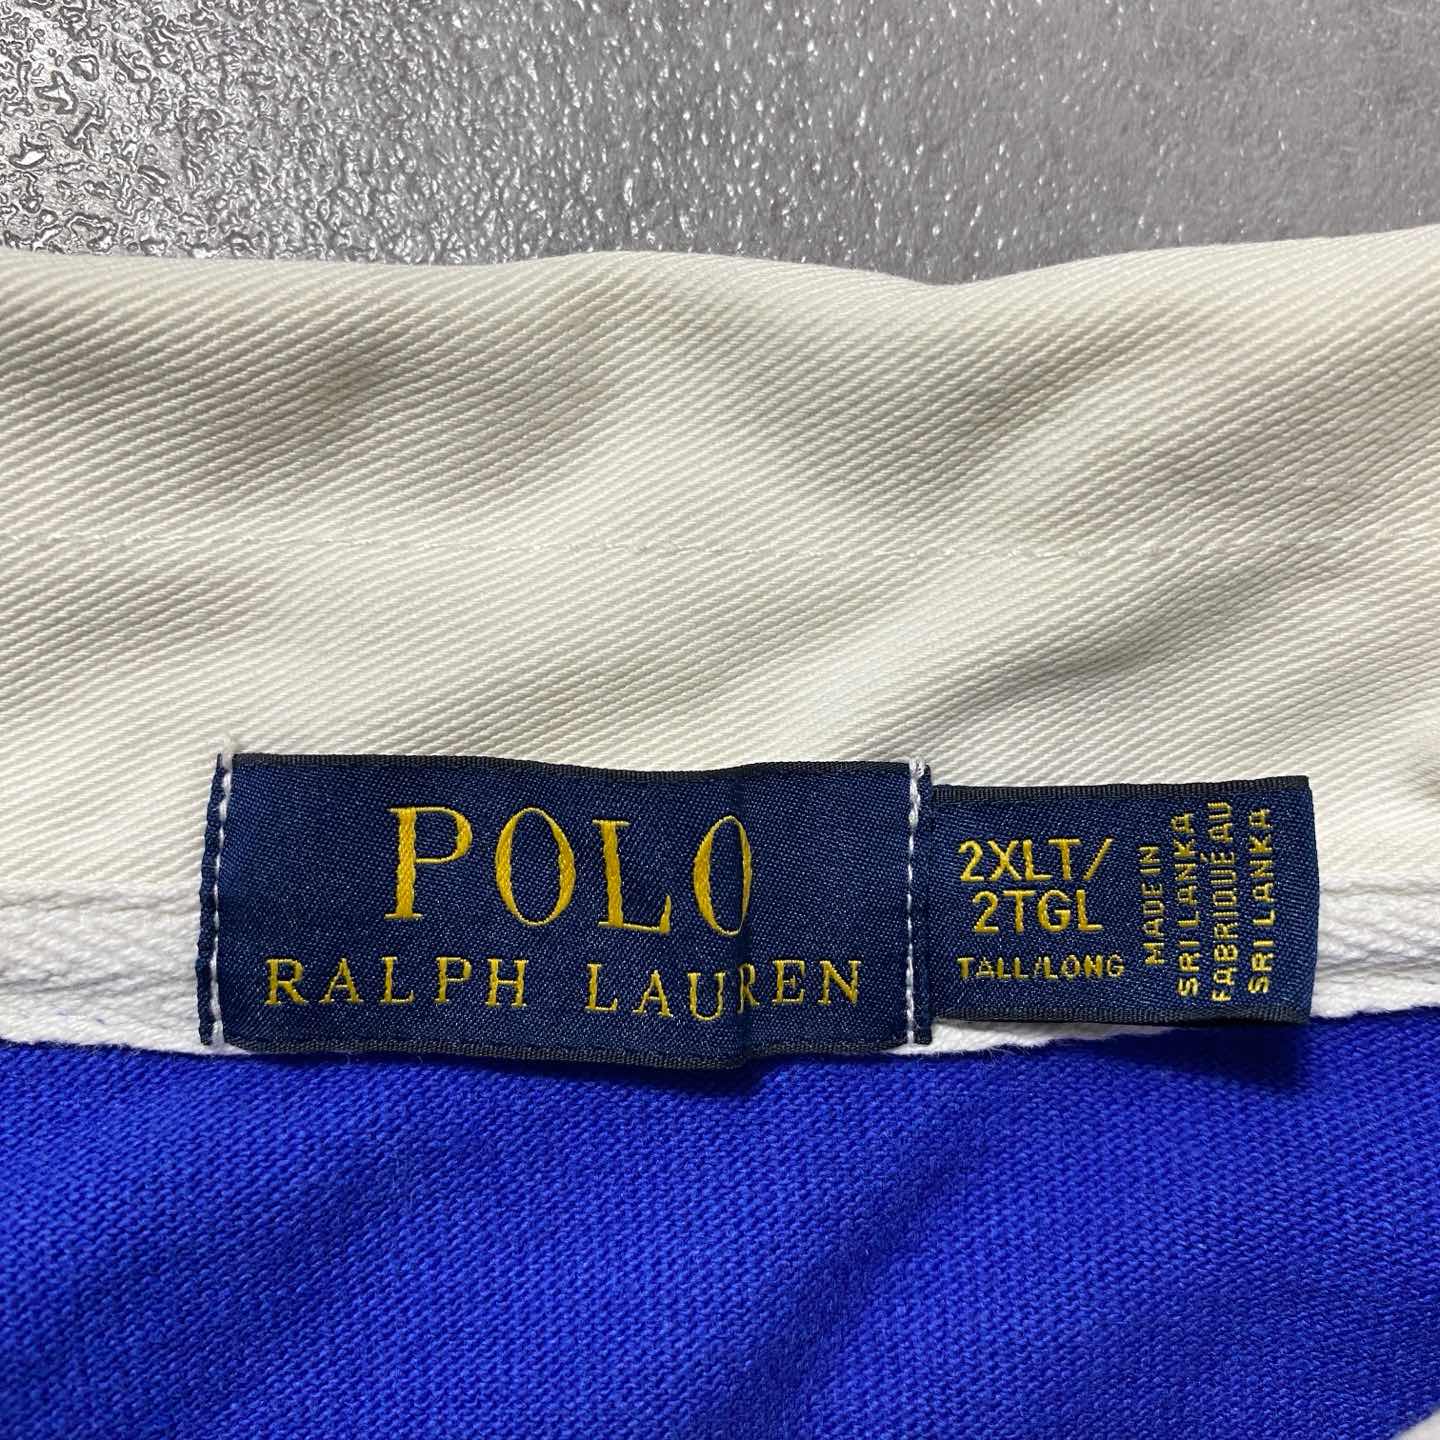 POLO
RALPH LAUREN
2XLT/
2TGL
TALL/LONG
MADE IN
SRI LANKA
FABRIQUÉ AU
SRI LANKA